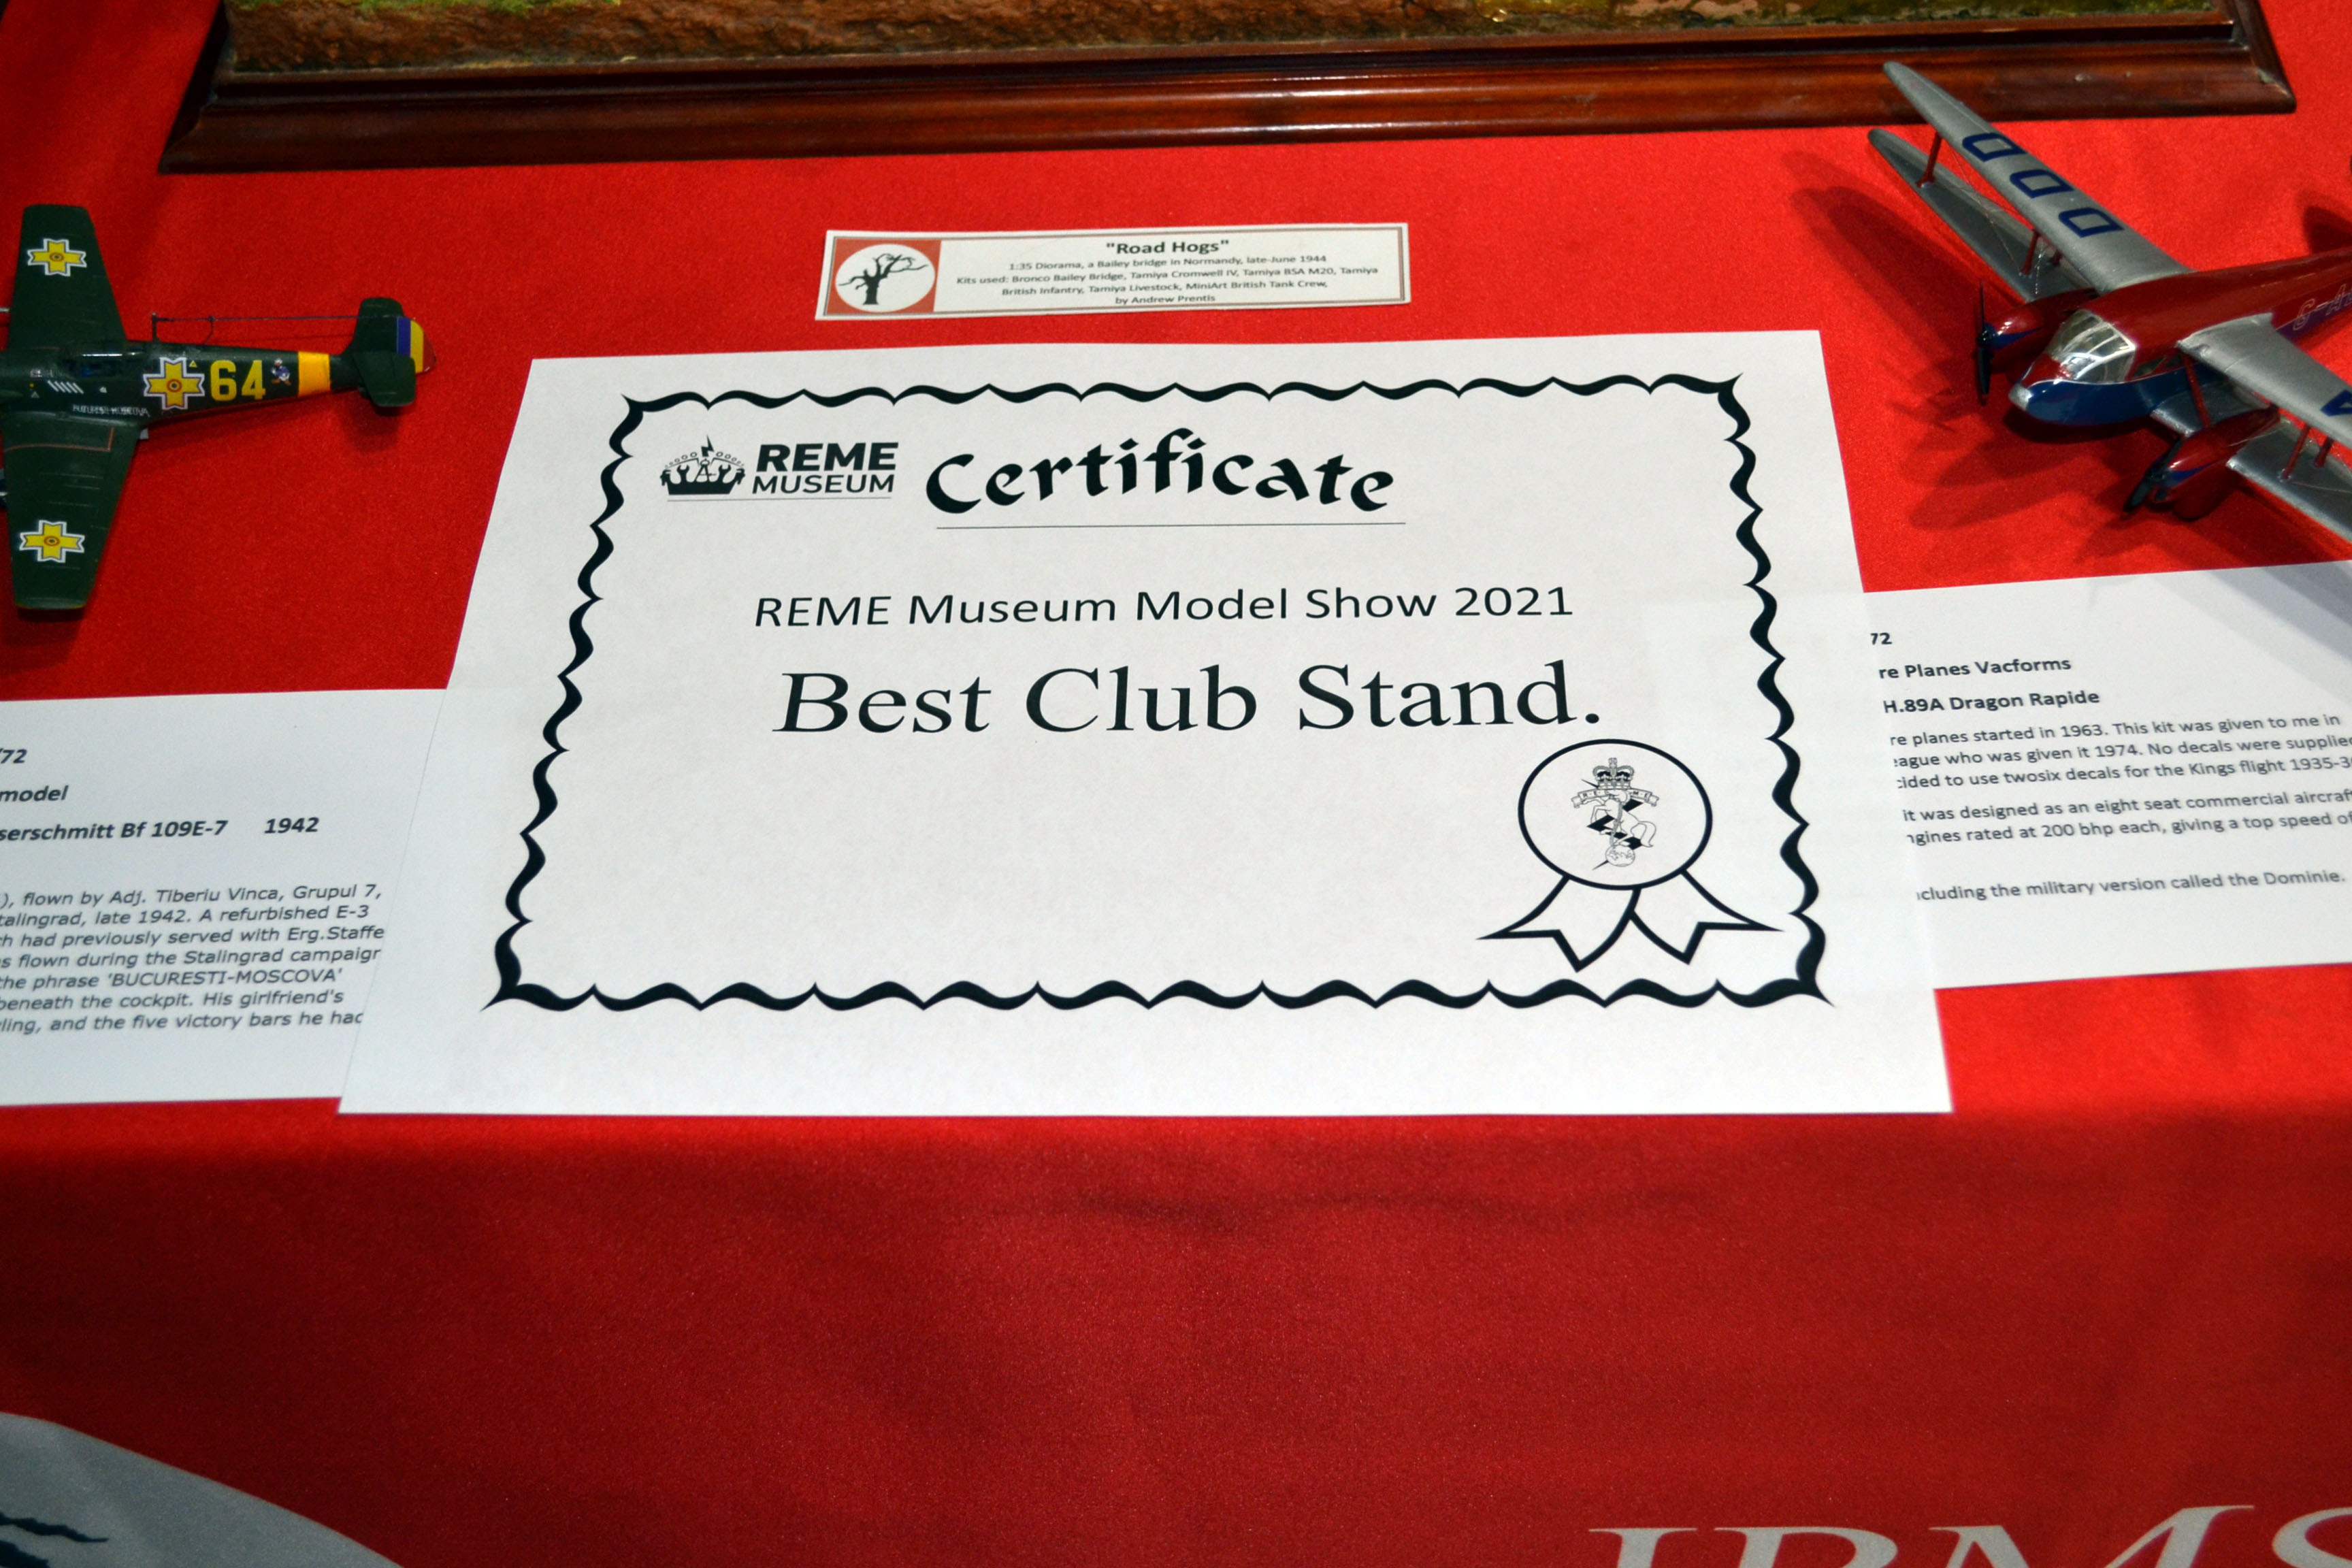 "Road Hogs"
1:35 Diorama, a Bailey bridge in Normandy, late-June 1944
Kits used: Bronco Bailey Bridge, Tamiya Cromwell IV, Tamiya BSA M20, Tamiya
British Infantry, Tamiya Livestock, MiniArt British Tank Crew,
by Andrew Prentis
DDD
64
REME
MUSEUM
Certificate
REME Museum Model Show 2021
Best Club Stand.
REME
/72
model
serschmitt Bf 109E-7 1942
), flown by Adj. Tiberiu Vinca, Grupul 7,
talingrad, late 1942. A refurbished E-3
h had previously served with Erg.Staffe
s flown during the Stalingrad campaign
the phrase 'BUCURESTI-MOSCOVA'
beneath the cockpit. His girlfriend's
ling, and the five victory bars he had
72
re Planes Vacforms
H.89A Dragon Rapide
re planes started in 1963. This kit was given to me in
eague who was given it 1974. No decals were supplied
cided to use twosix decals for the Kings flight 1935-3
it was designed as an eight seat commercial aircraft
ngines rated at 200 bhp each, giving a top speed of
ncluding the military version called the Dominie.
IPMS